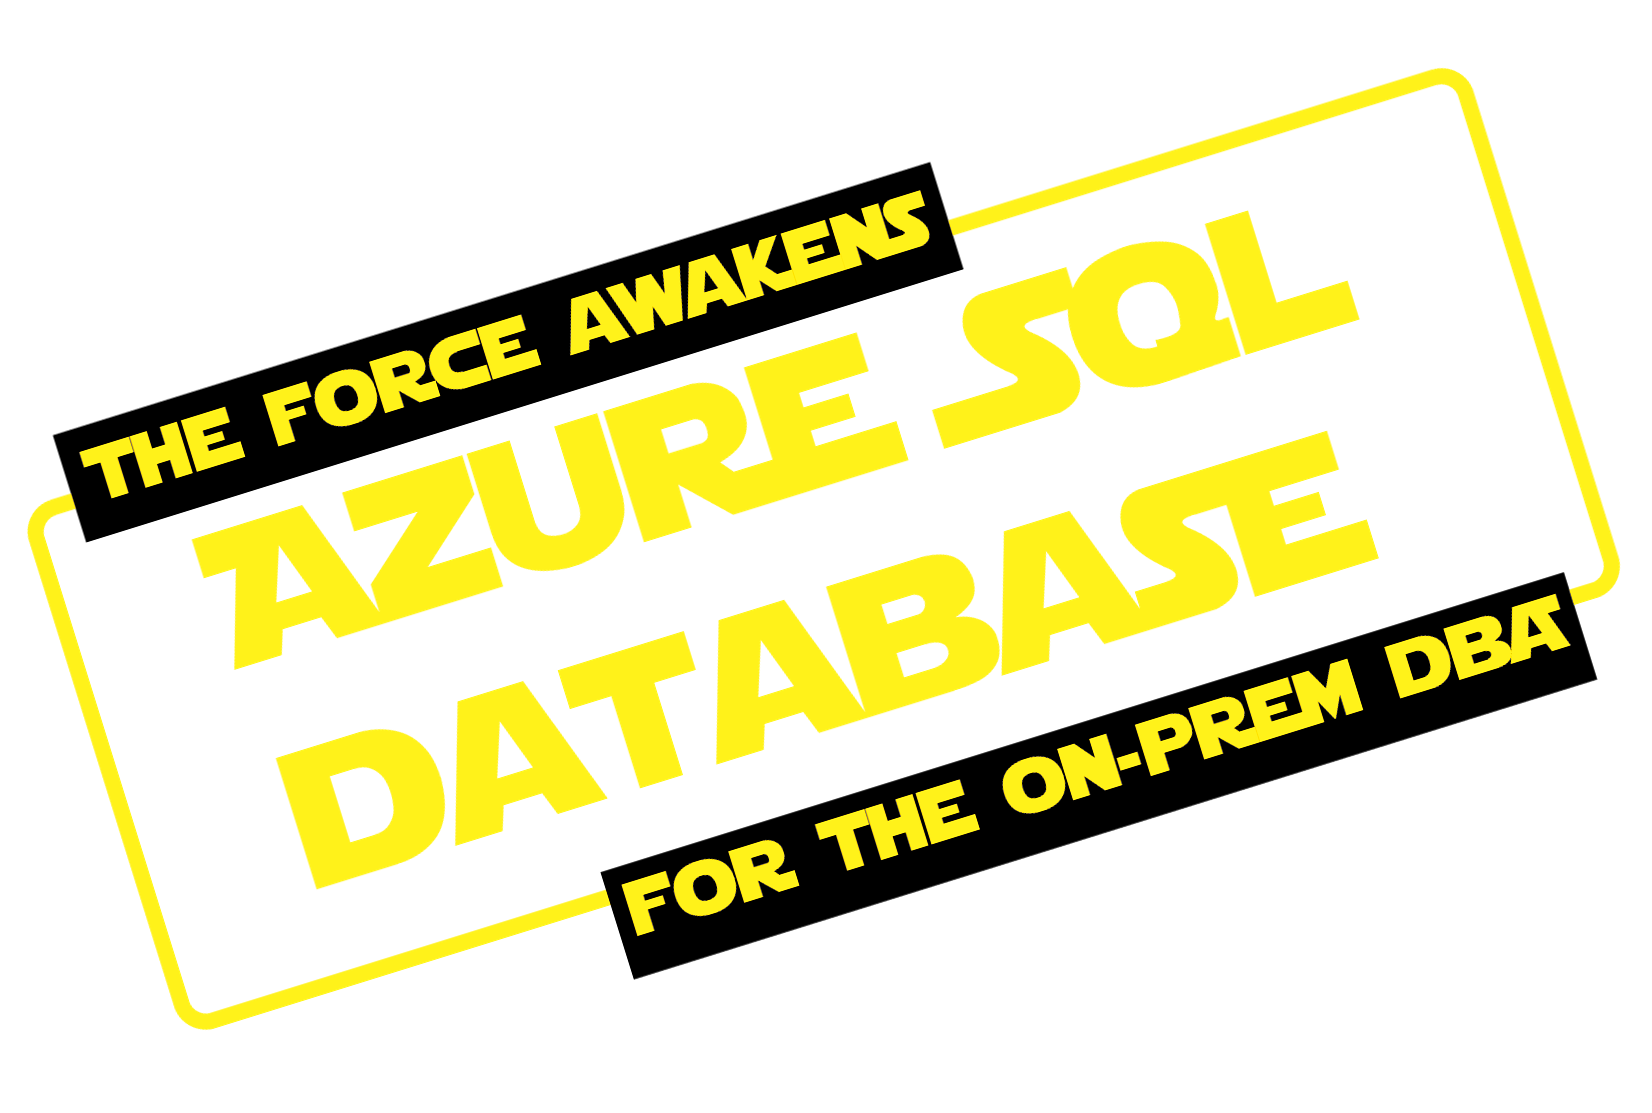 THE FORCE AWAKENS
AZURE SQL
DATABASE
FOR THE ON-PREM DBA